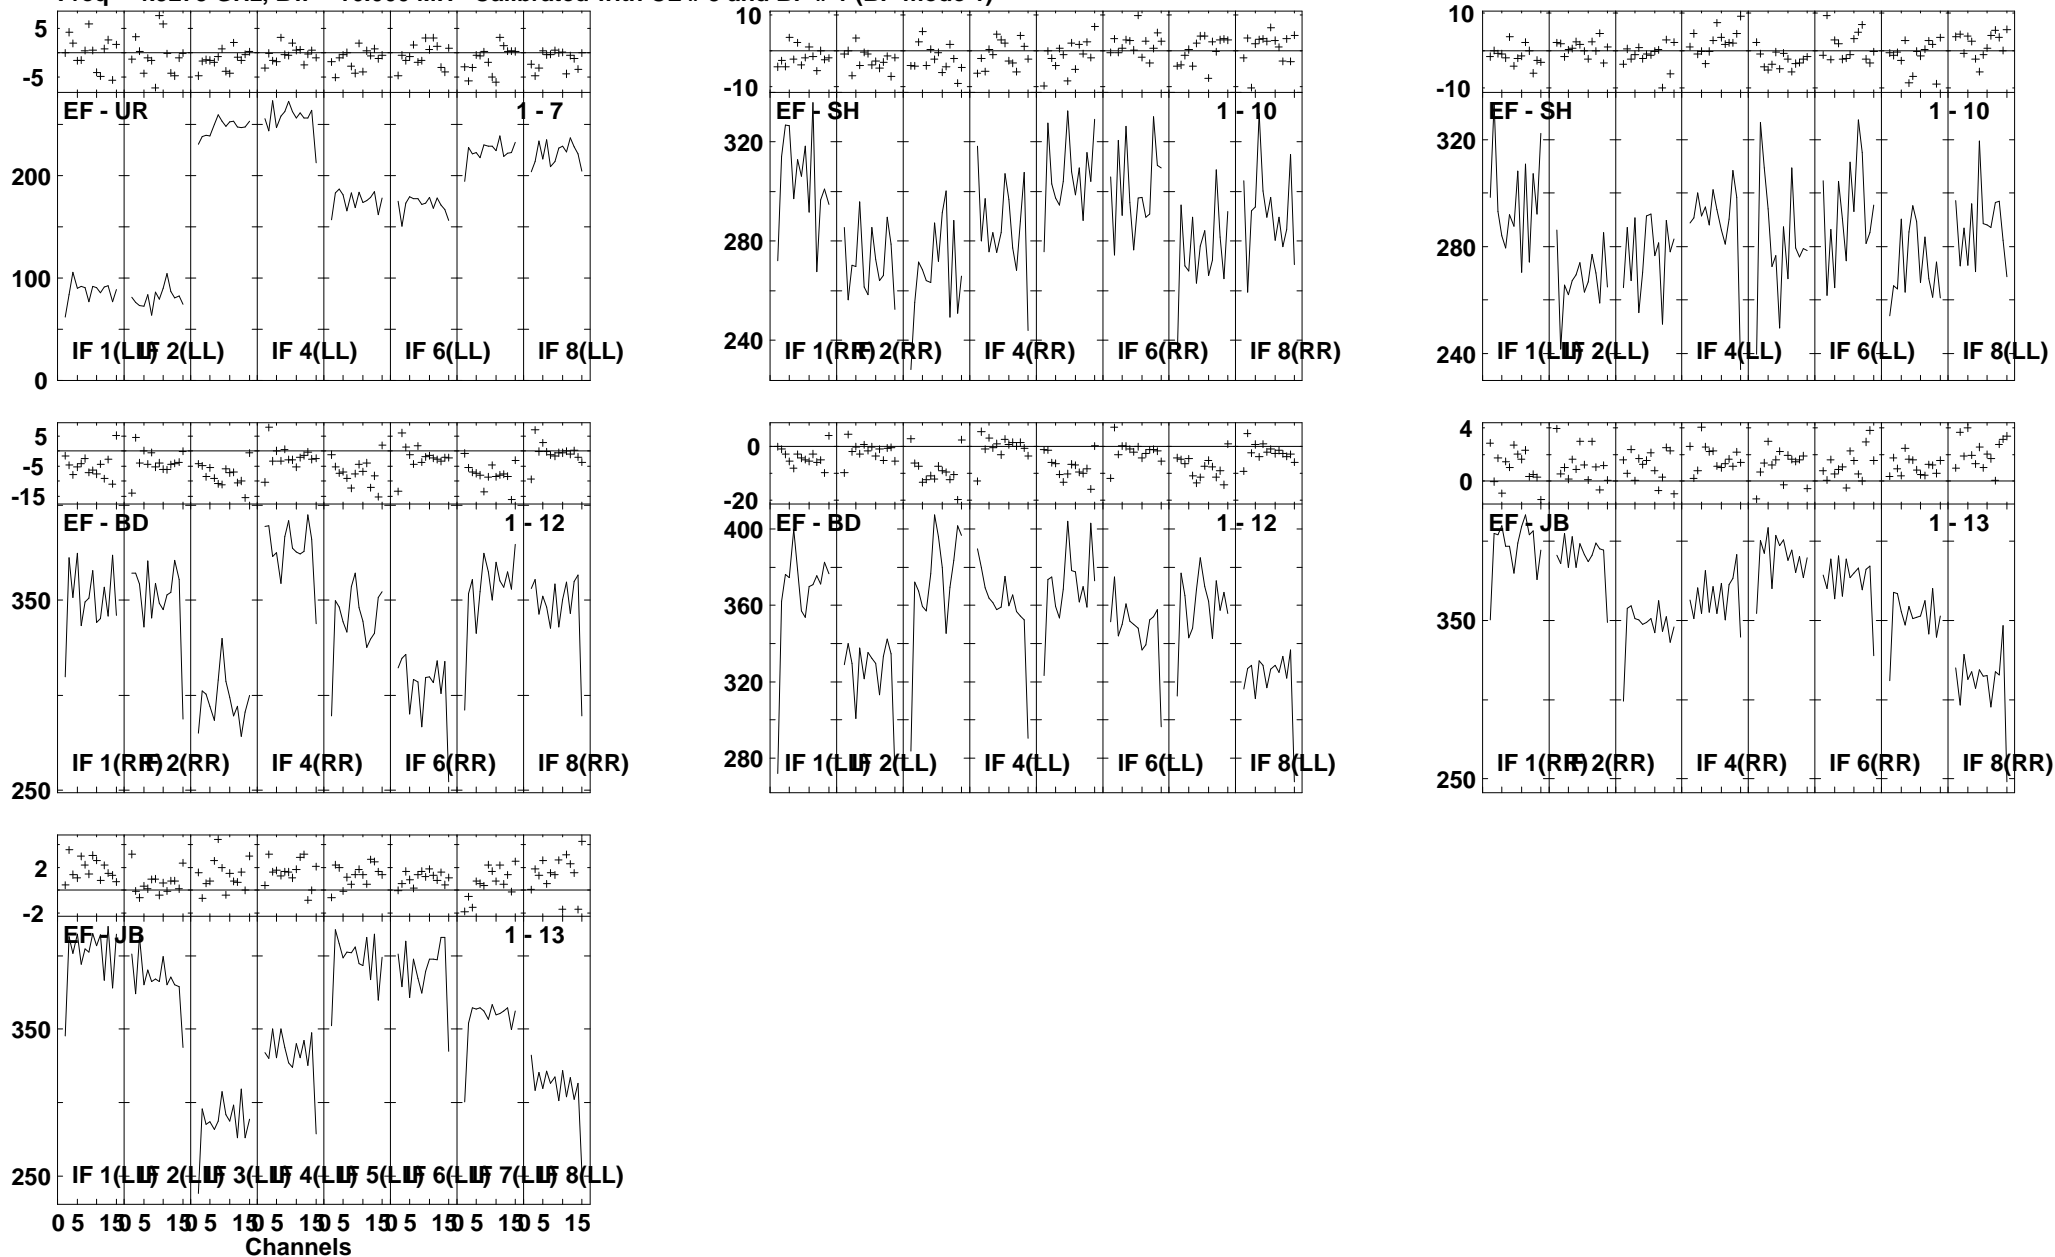 5
-5
EF - UR 1 - 7
200
100
0
IF 1(LL) IF 2(LL) IF 4(LL) IF 6(LL) IF 8(LL)
10
-10
EF - SH 1 - 10
320
280
240
IF 1(RR) IF 2(RR) IF 4(RR) IF 6(RR) IF 8(RR)
10
-10
EF - SH 1 - 10
320
280
240
IF 1(LL) IF 2(LL) IF 4(LL) IF 6(LL) IF 8(LL)
5
-5
-15
EF - BD 1 - 12
350
250
IF 1(RR) IF 2(RR) IF 4(RR) IF 6(RR) IF 8(RR)
0
-20
EF - BD 1 - 12
400
360
320
280
IF 1(LL) IF 2(LL) IF 4(LL) IF 6(LL) IF 8(LL)
4
0
EF - JB 1 - 13
350
250
IF 1(RR) IF 2(RR) IF 4(RR) IF 6(RR) IF 8(RR)
2
-2
EF - JB 1 - 13
350
250
IF 1(LL) IF 2(LL) IF 3(LL) IF 4(LL) IF 5(LL) IF 6(LL) IF 7(LL) IF 8(LL)
0 5 15 0 5 15 0 5 15 0 5 15 0 5 15 0 5 15 0 5 15 0 5 15
Channels